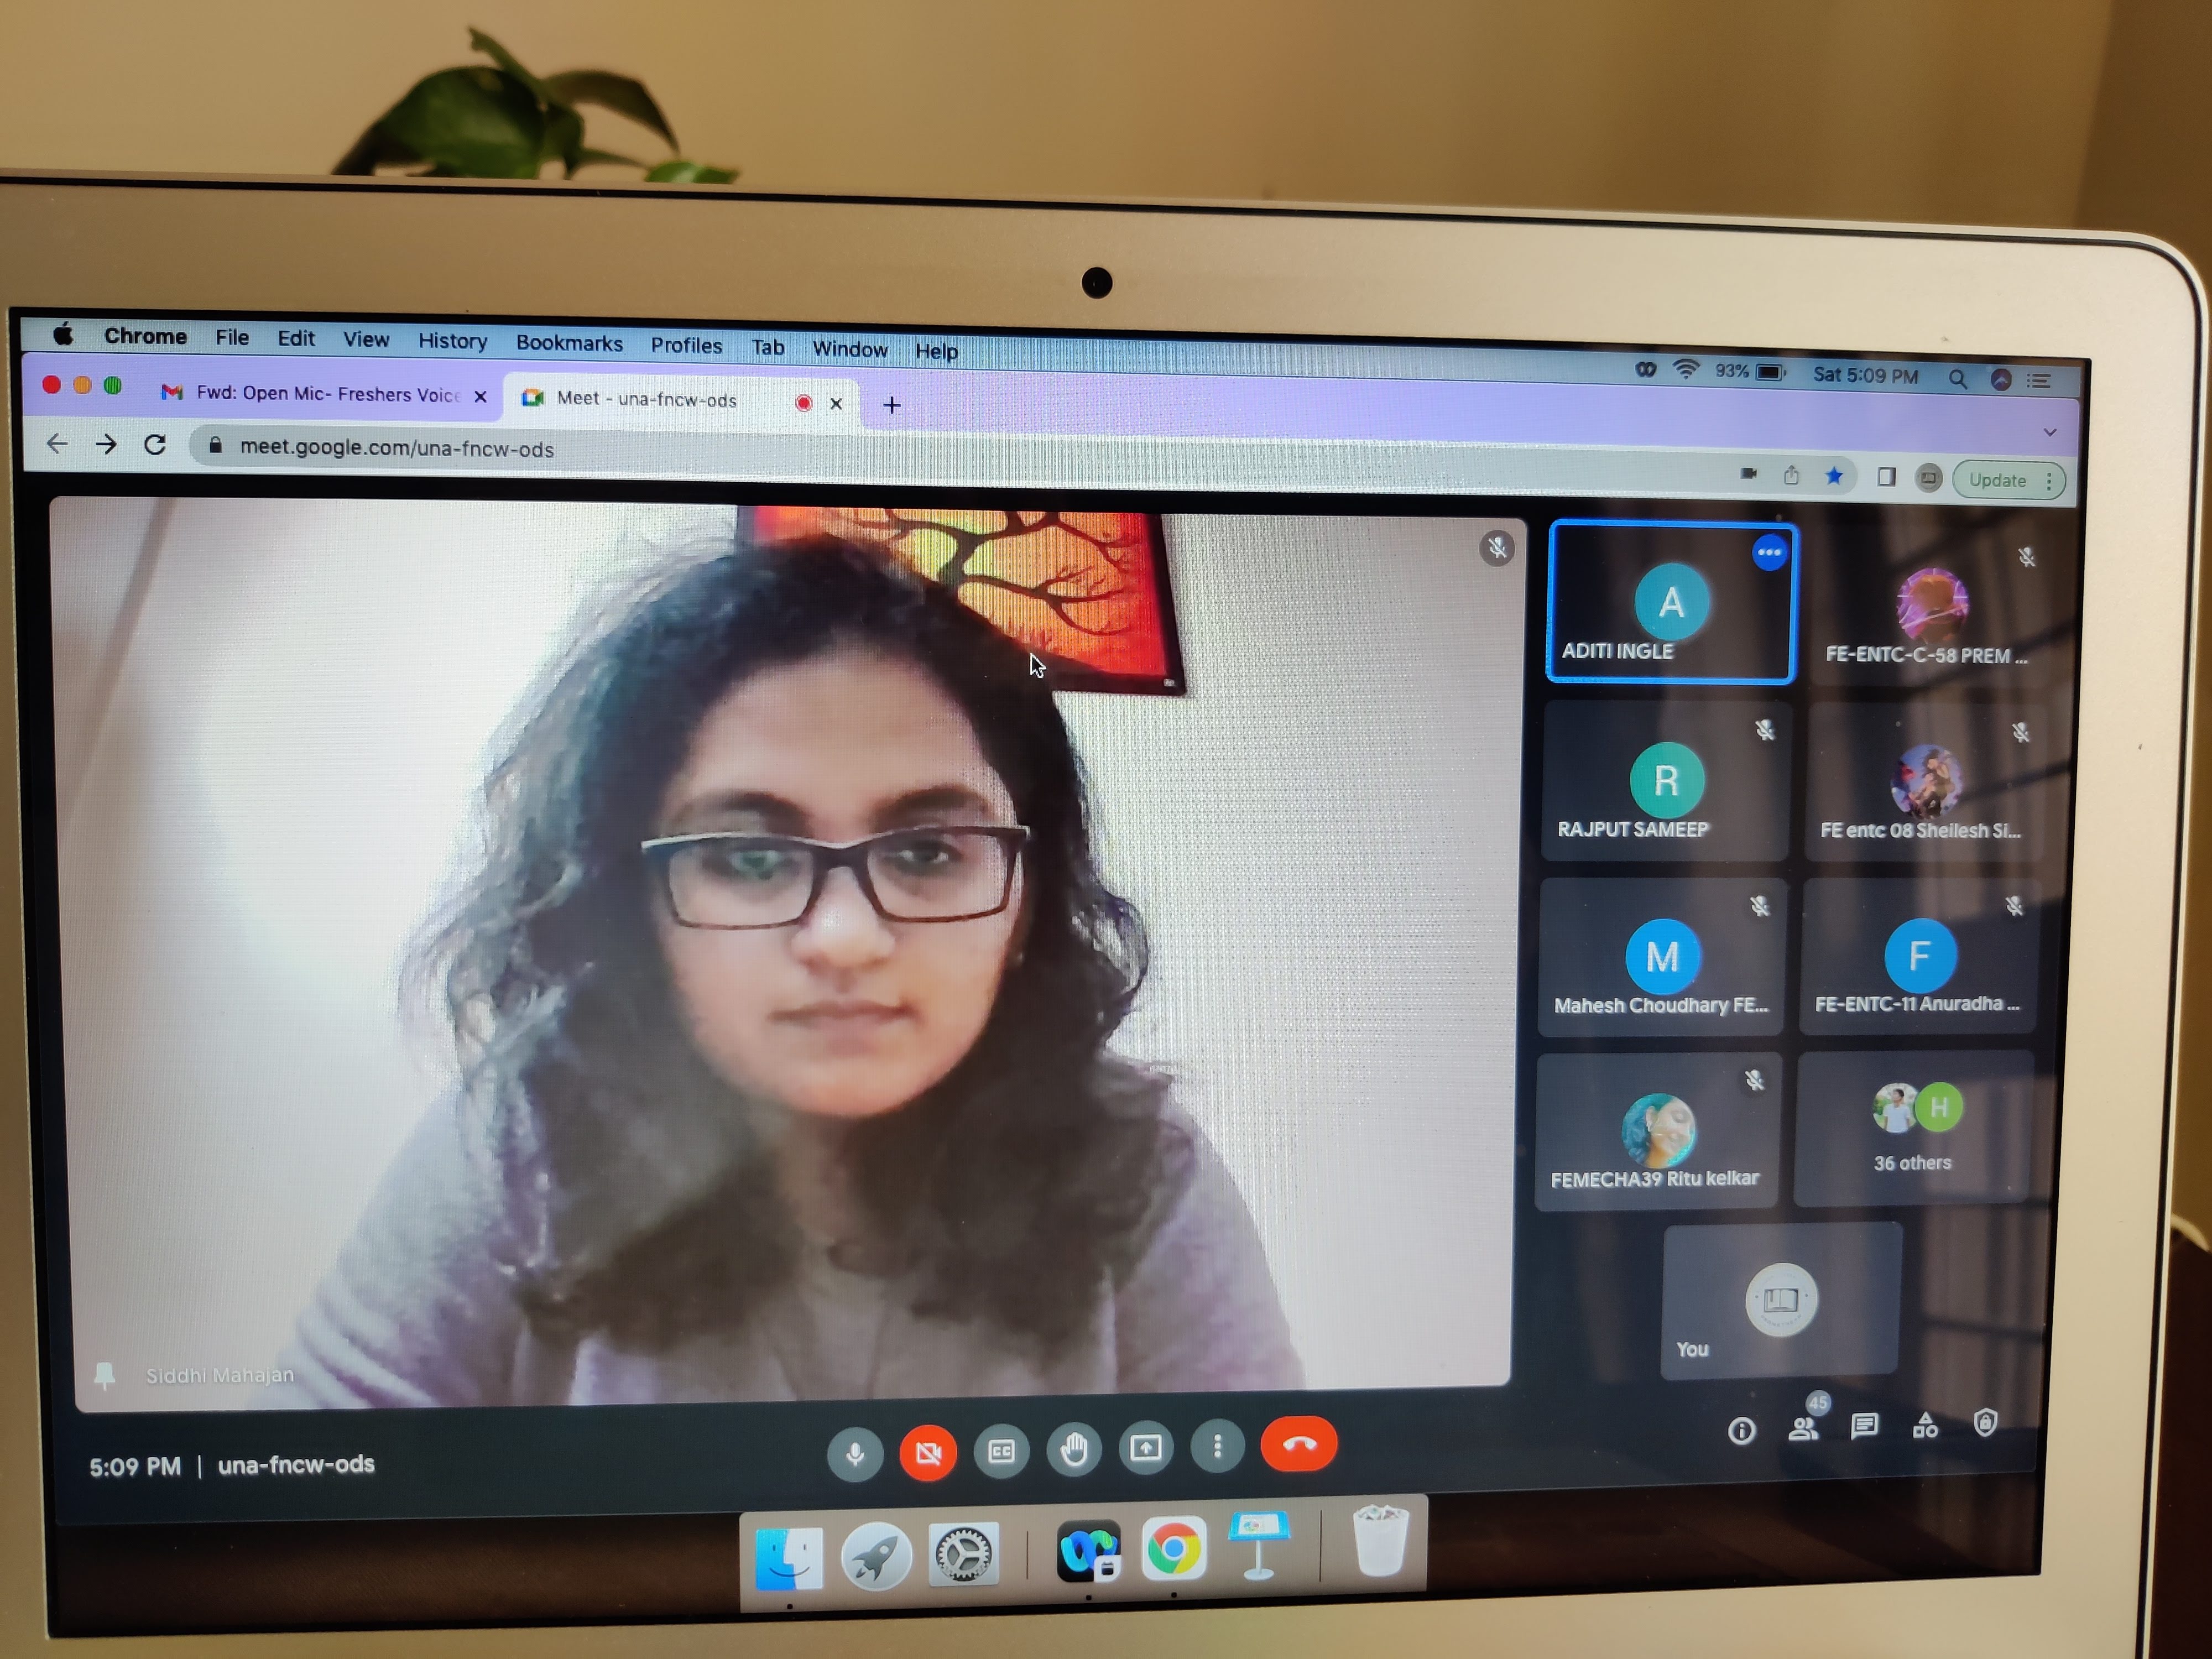 Chrome File Edit View History Bookmarks Profiles Tab Window Help
93% Sat 5:09 PM
Fwd: Open Mic- Freshers Voice
Meet - una-fncw-ods
meet.google.com/una-fncw-ods
Update
A
ADITI INGLE
FE-ENTC-C-58 PREM ...
R
RAJPUT SAMEEP
FE entc 08 Sheilesh Si...
M
Mahesh Choudhary FE...
F
FE-ENTC-11 Anuradha ...
FEMECHA39 Ritu kelkar
H
36 others
You
Siddhi Mahajan
45
5:09 PM | una-fncw-ods
CC